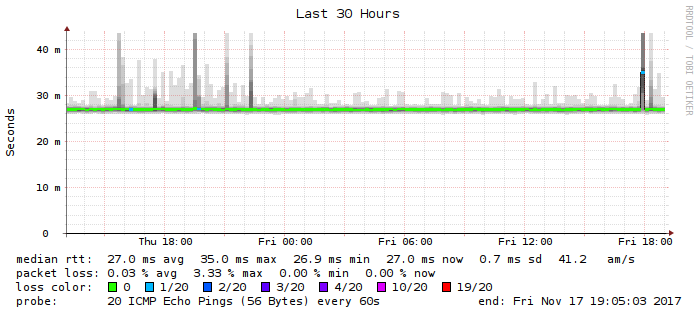 Last 30 Hours
RRDTOOL / TOBI OETIKER
Seconds
40 m
30 m
20 m
10 m
0
Thu 18:00 Fri 00:00 Fri 06:00 Fri 12:00 Fri 18:00
median rtt: 27.0 ms avg 35.0 ms max 26.9 ms min 27.0 ms now 0.7 ms sd 41.2 am/s
packet loss: 0.03 % avg 3.33 % max 0.00 % min 0.00 % now
loss color: 0 1/20 2/20 3/20 4/20 10/20 19/20
probe: 20 ICMP Echo Pings (56 Bytes) every 60s end: Fri Nov 17 19:05:03 2017